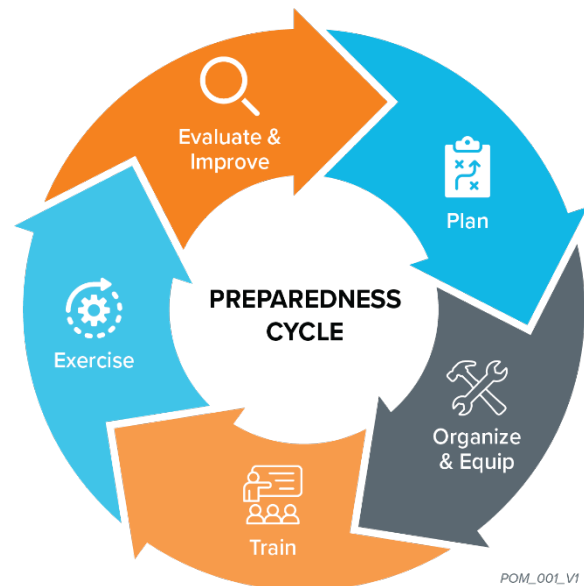 PREPAREDNESS
CYCLE
Plan
Organize
& Equip
Train
Exercise
Evaluate &
Improve
POM_001_V1